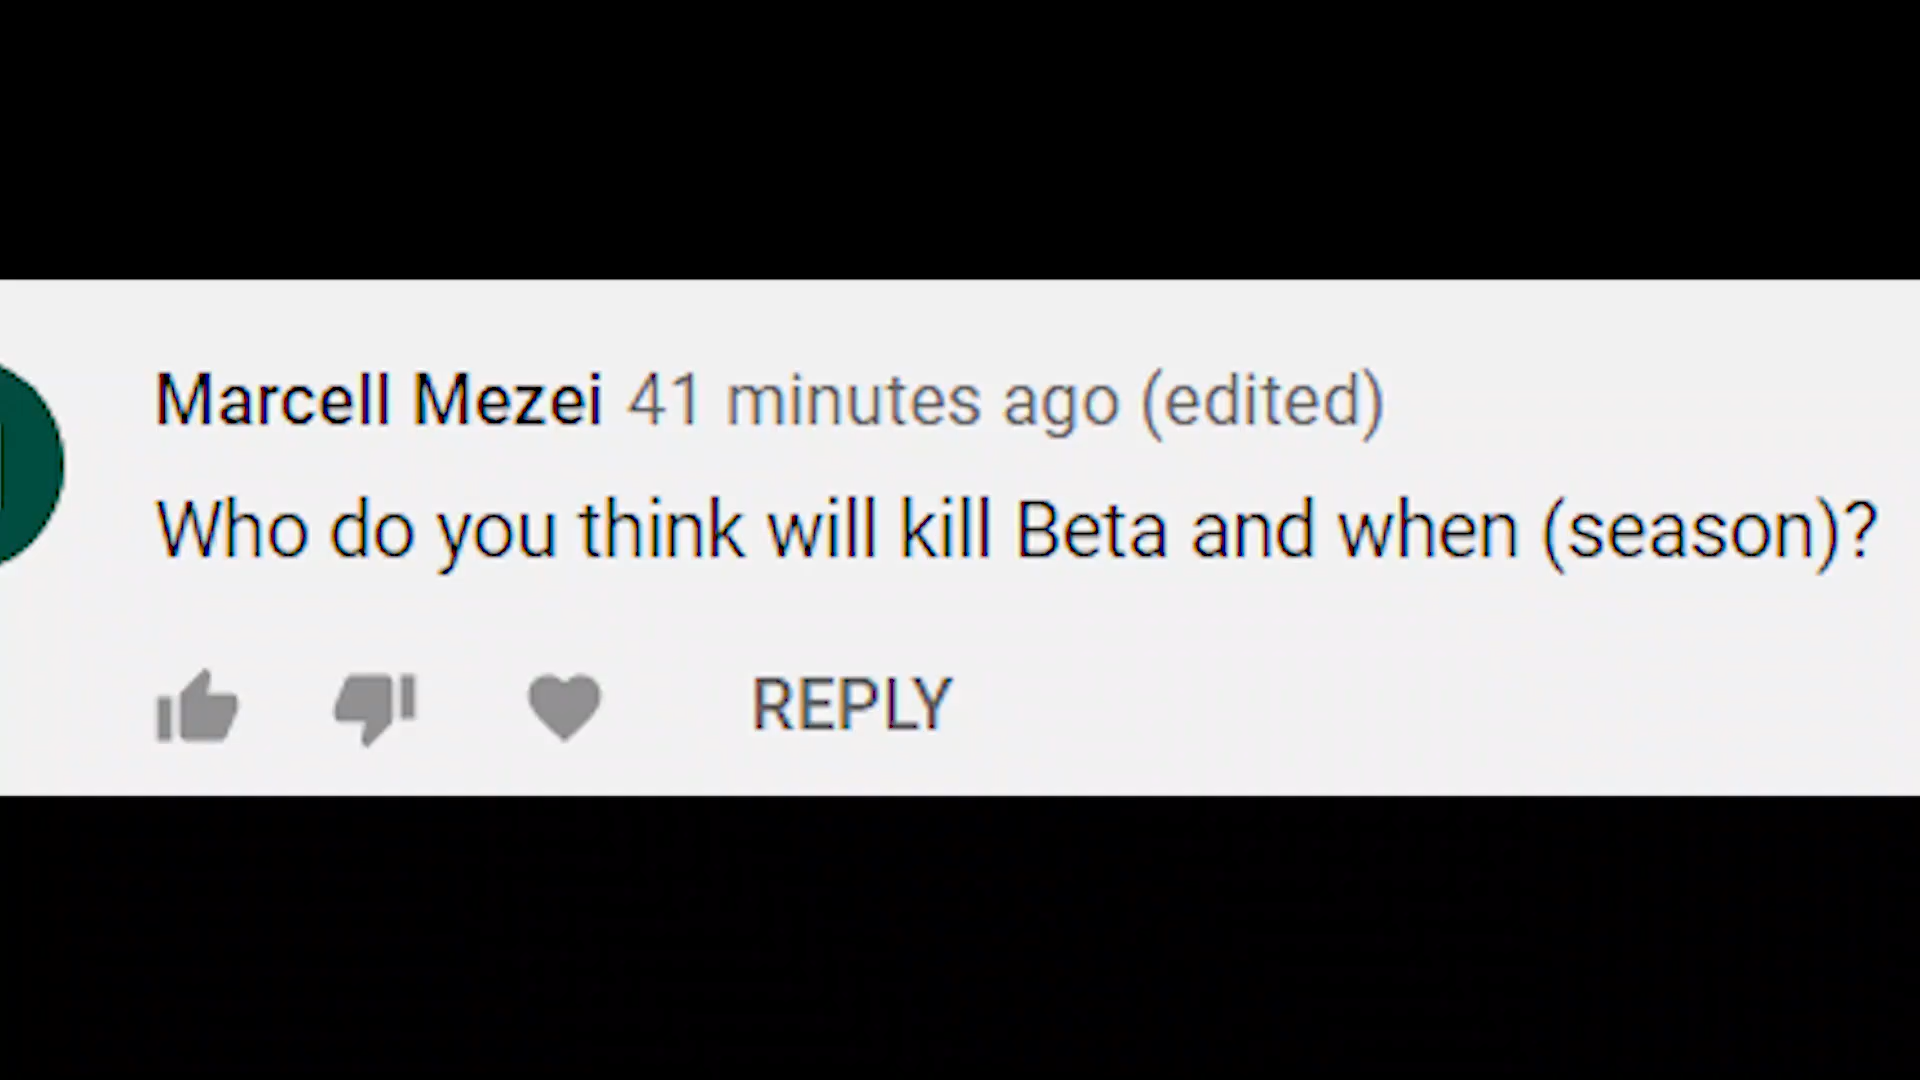 Marcell Mezei 41 minutes ago (edited)
Who do you think will kill Beta and when (season)?
REPLY